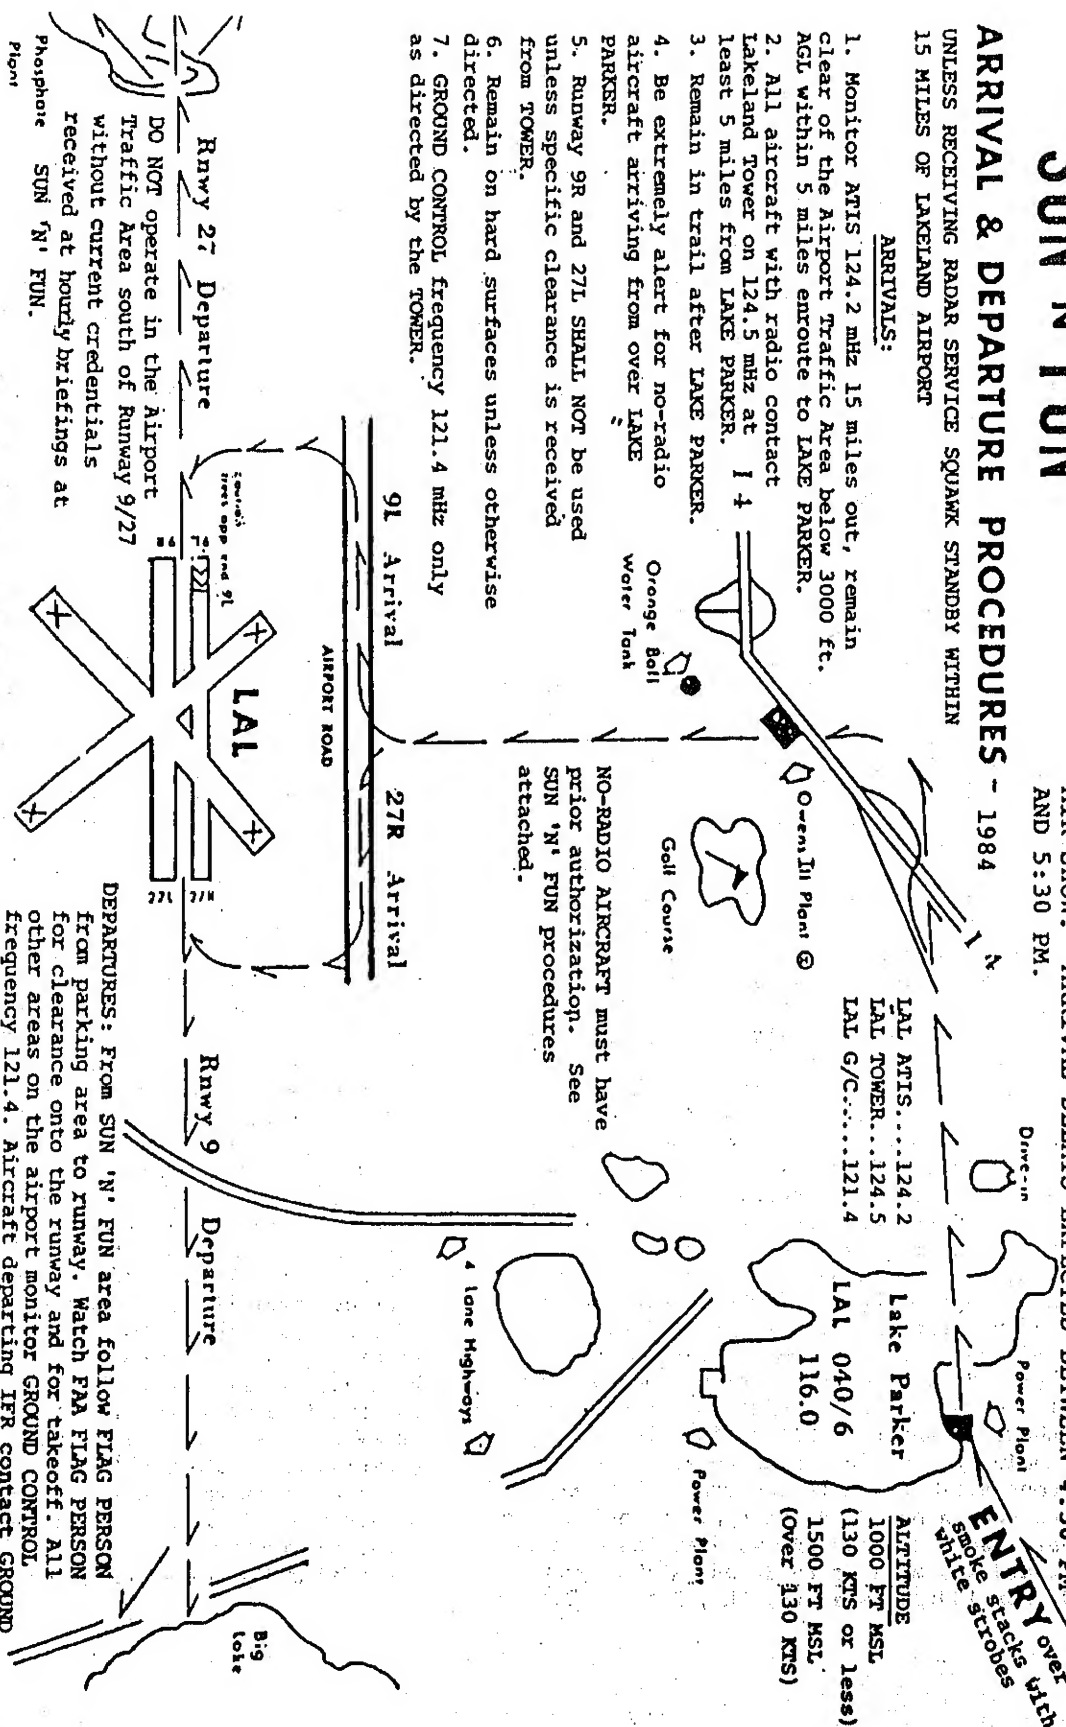 SUN 'N' FUN
AND 5:30 PM.
ARRIVAL & DEPARTURE PROCEDURES - 1984
UNLESS RECEIVING RADAR SERVICE SQUAWK STANDBY WITHIN
15 MILES OF LAKELAND AIRPORT
ARRIVALS:
1. Monitor ATIS 124.2 mHz 15 miles out, remain
clear of the Airport Traffic Area below 3000 ft.
AGL within 5 miles enroute to LAKE PARKER.
2. All aircraft with radio contact
Lakeland Tower on 124.5 mHz at
least 5 miles from LAKE PARKER.
3. Remain in trail after LAKE PARKER.
4. Be extremely alert for no-radio
aircraft arriving from over LAKE
PARKER.
5. Runway 9R and 27L SHALL NOT be used
unless specific clearance is received
from TOWER.
6. Remain on hard surfaces unless otherwise
directed.
7. GROUND CONTROL frequency 121.4 mHz only
as directed by the TOWER.
I 4
Orange Ball
Water Tank
Owens Ill Plant
Golf Course
I 4
LAL ATIS.....124.2
LAL TOWER...124.5
LAL G/C......121.4
Drive-in
Power Plant
ENTRY over
smoke stacks with
white strobes
Lake Parker
LAL 040/6
116.0
ALTITUDE
1000 FT MSL
(130 KTS or less)
1500 FT MSL
(Over 130 KTS)
Power Plant
NO-RADIO AIRCRAFT must have
prior authorization. See
SUN 'N' FUN procedures
attached.
4 lane Highways
9L Arrival
27R Arrival
AIRPORT ROAD
LAL
27L 27R
Rnwy 27 Departure
Rnwy 9 Departure
Phosphate
Plant
DO NOT operate in the Airport
Traffic Area south of Runway 9/27
without current credentials
received at hourly briefings at
SUN 'N' FUN.
DEPARTURES: From SUN 'N' FUN area follow FLAG PERSON
from parking area to runway. Watch FAA FLAG PERSON
for clearance onto the runway and for takeoff. All
other areas on the airport monitor GROUND CONTROL
frequency 121.4. Aircraft departing IFR contact GROUND
Big
Lake